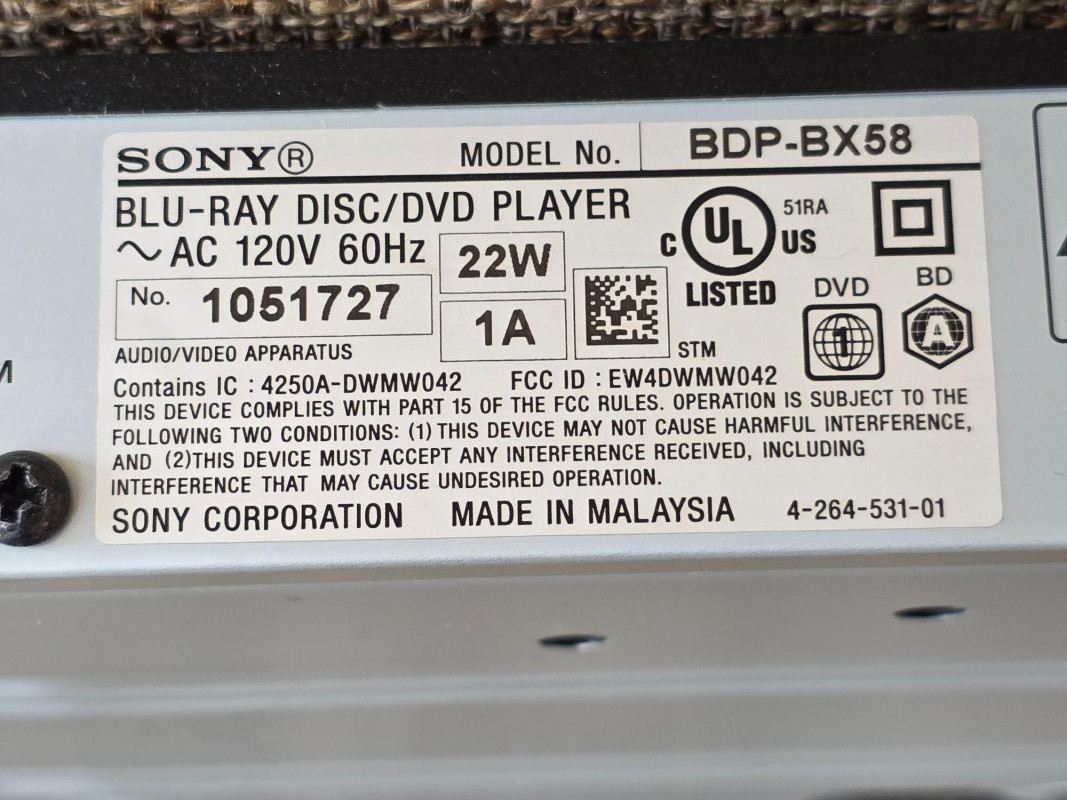 SONY® MODEL No. BDP-BX58
BLU-RAY DISC/DVD PLAYER
~ AC 120V 60Hz 22W
No. 1051727 1A
C UL US 51RA
LISTED
DVD BD
1 A
AUDIO/VIDEO APPARATUS STM
Contains IC : 4250A-DWMW042 FCC ID : EW4DWMW042
THIS DEVICE COMPLIES WITH PART 15 OF THE FCC RULES. OPERATION IS SUBJECT TO THE
FOLLOWING TWO CONDITIONS: (1) THIS DEVICE MAY NOT CAUSE HARMFUL INTERFERENCE,
AND (2)THIS DEVICE MUST ACCEPT ANY INTERFERENCE RECEIVED, INCLUDING
INTERFERENCE THAT MAY CAUSE UNDESIRED OPERATION.
SONY CORPORATION MADE IN MALAYSIA 4-264-531-01
M